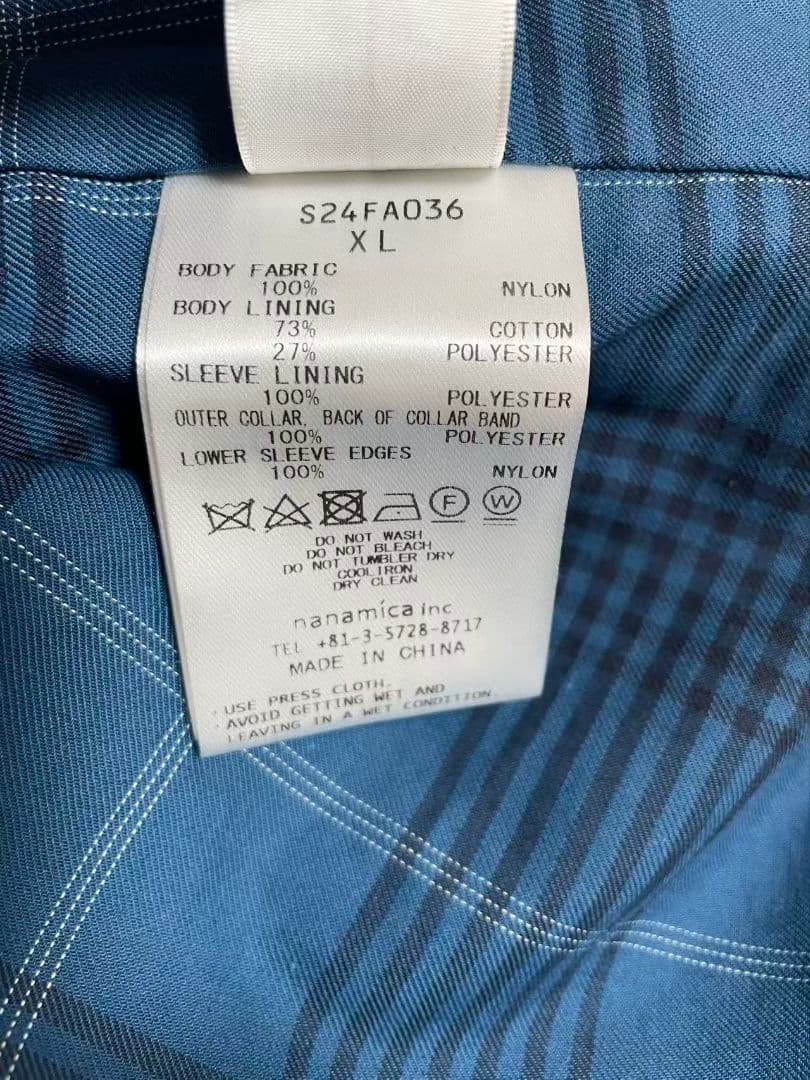 S24FA036
XL
BODY FABRIC
100% NYLON
BODY LINING
73% COTTON
27% POLYESTER
SLEEVE LINING
100% POLYESTER
OUTER COLLAR, BACK OF COLLAR BAND
100% POLYESTER
LOWER SLEEVE EDGES
100% NYLON
F W
DO NOT WASH
DO NOT BLEACH
DO NOT TUMBLER DRY
COOL IRON
DRY CLEAN
nanamica inc
TEL +81-3-5728-8717
MADE IN CHINA
・USE PRESS CLOTH.
・AVOID GETTING WET AND
LEAVING IN A WET CONDITION.